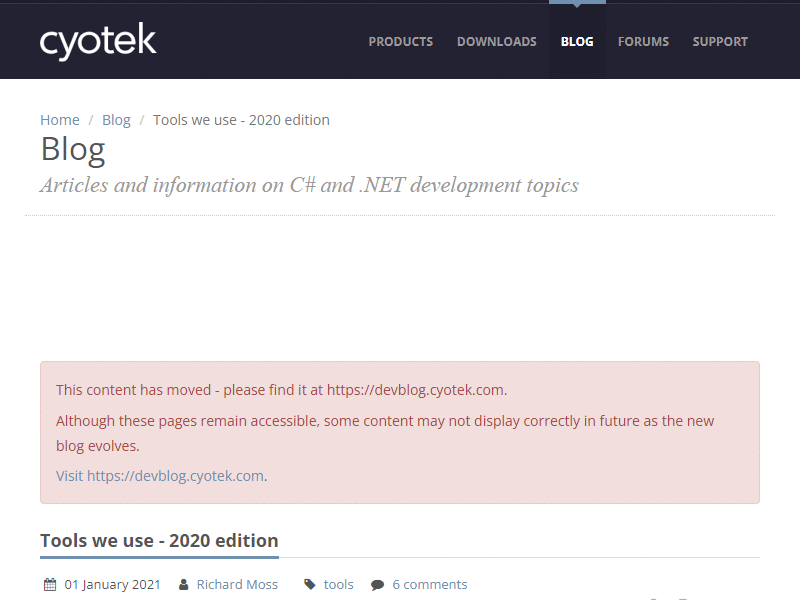 cyotek
PRODUCTS DOWNLOADS BLOG FORUMS SUPPORT
Home / Blog / Tools we use - 2020 edition
Blog
Articles and information on C# and .NET development topics
This content has moved - please find it at https://devblog.cyotek.com.
Although these pages remain accessible, some content may not display correctly in future as the new
blog evolves.
Visit https://devblog.cyotek.com.
Tools we use - 2020 edition
01 January 2021 Richard Moss tools 6 comments